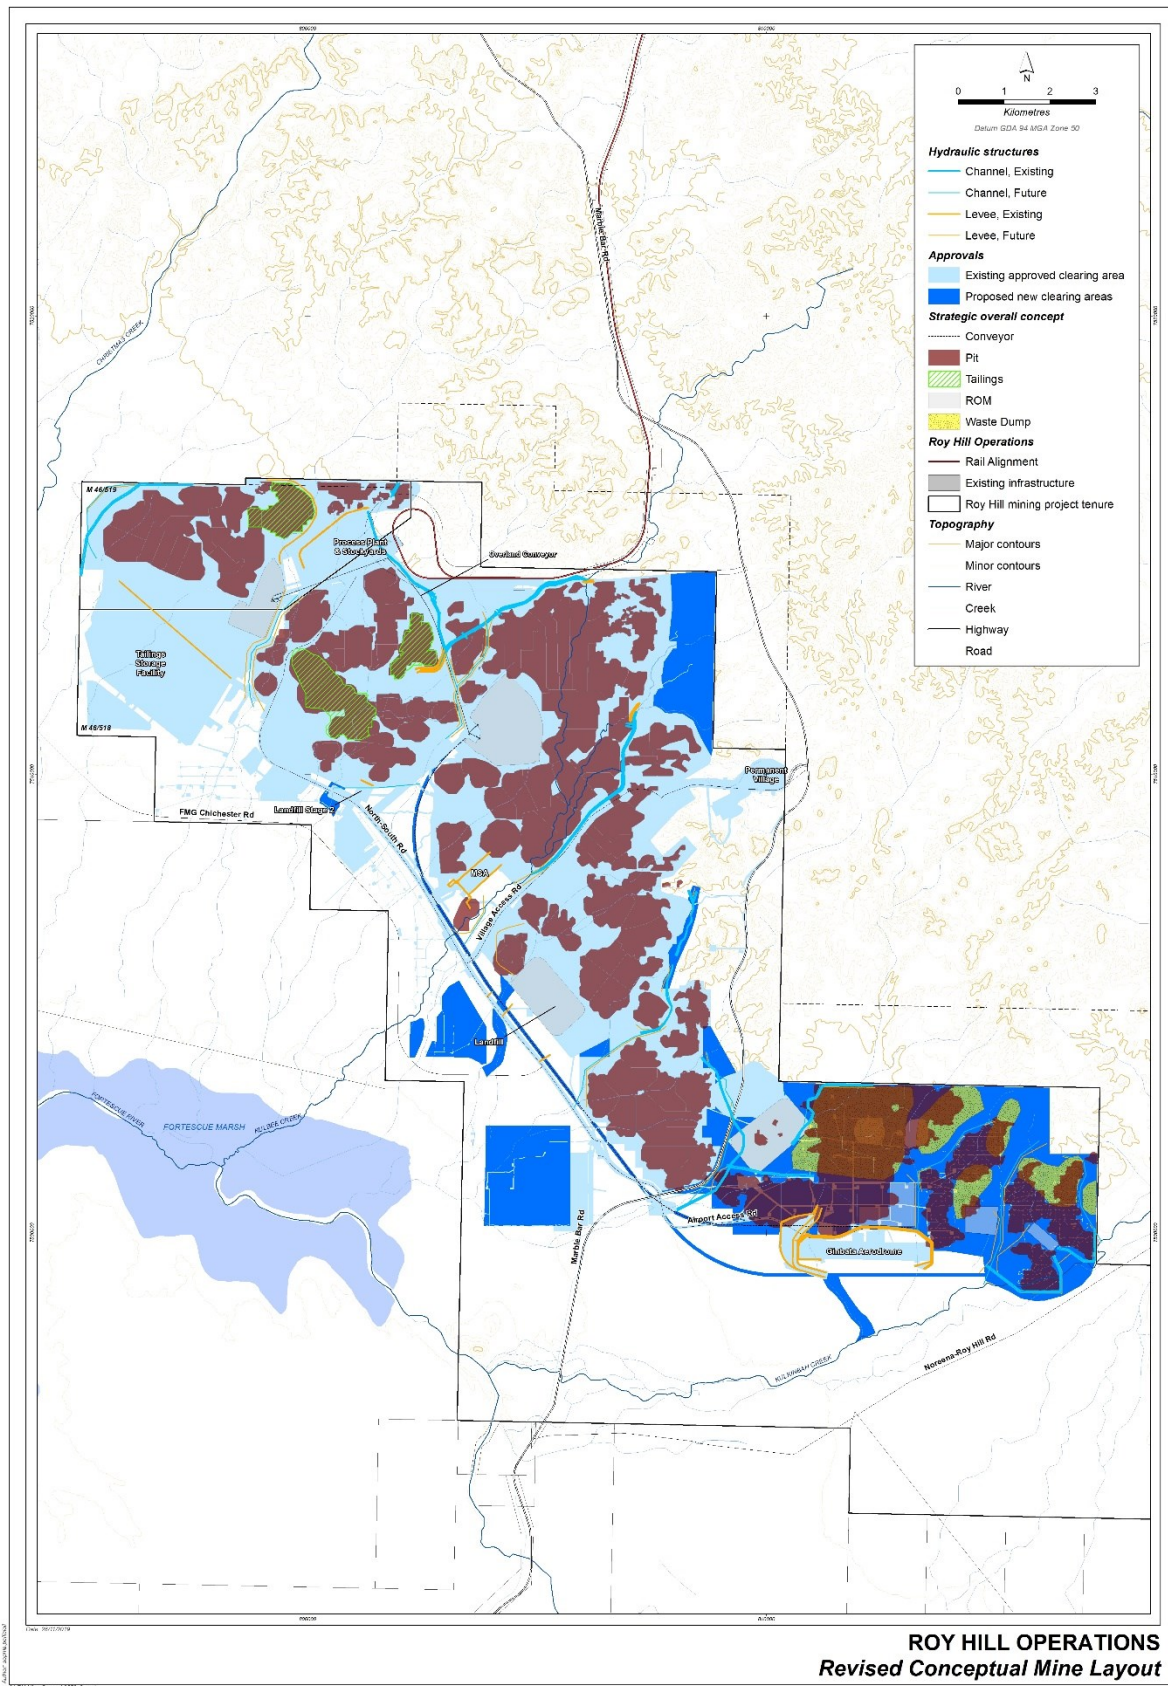 N
0 1 2 3
Kilometres
Datum GDA 94 MGA Zone 50
Hydraulic structures
Channel, Existing
Channel, Future
Levee, Existing
Levee, Future
Approvals
Existing approved clearing area
Proposed new clearing areas
Strategic overall concept
Conveyor
Pit
Tailings
ROM
Waste Dump
Roy Hill Operations
Rail Alignment
Existing infrastructure
Roy Hill mining project tenure
Topography
Major contours
Minor contours
River
Creek
Highway
Road
Marble Bar Rd
CHRISTMAS CREEK
M 46/519
Process Plant
& Stockyards
Overland Conveyor
Tailings
Storage
Facility
M 46/518
Permanent
Village
Landfill Stage 2
FMG Chichester Rd
North-South Rd
MSA
Village Access Rd
Landfill
FORTESCUE RIVER
FORTESCUE MARSH
KULBEE CREEK
Airport Access Rd
Marble Bar Rd
Ginbata Aerodrome
KULKINBAH CREEK
Noreena-Roy Hill Rd
ROY HILL OPERATIONS
Revised Conceptual Mine Layout